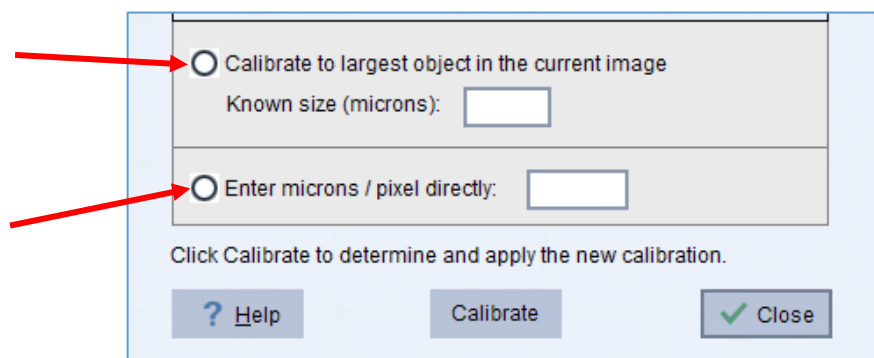 Calibrate to largest object in the current image
Known size (microns):
Enter microns / pixel directly:
Click Calibrate to determine and apply the new calibration.
? Help Calibrate Close